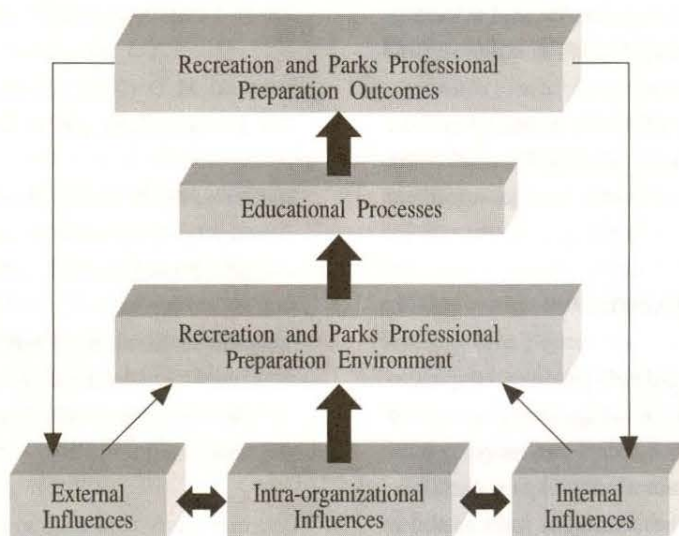 Recreation and Parks Professional
Preparation Outcomes
Educational Processes
Recreation and Parks Professional
Preparation Environment
External
Influences
Intra-organizational
Influences
Internal
Influences